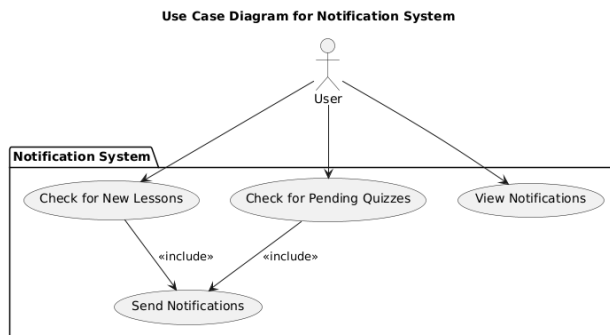 Use Case Diagram for Notification System
User
Notification System
Check for New Lessons
Check for Pending Quizzes
View Notifications
«include»
«include»
Send Notifications